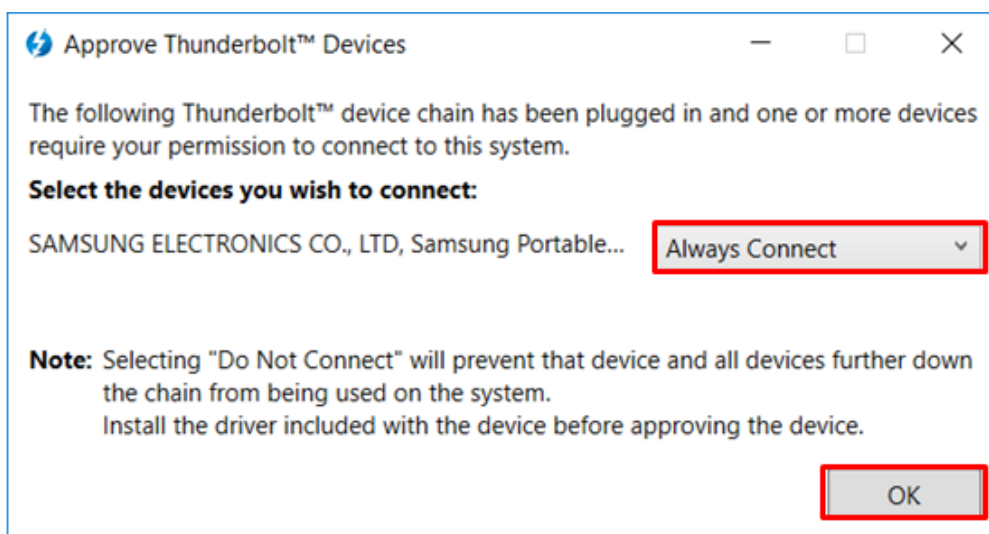 Approve Thunderbolt™ Devices
The following Thunderbolt™ device chain has been plugged in and one or more devices
require your permission to connect to this system.
Select the devices you wish to connect:
SAMSUNG ELECTRONICS CO., LTD, Samsung Portable... Always Connect
Note: Selecting "Do Not Connect" will prevent that device and all devices further down
the chain from being used on the system.
Install the driver included with the device before approving the device.
OK